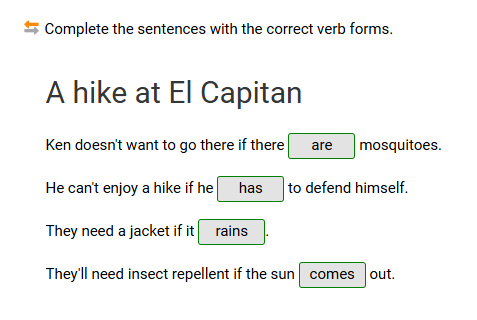 Complete the sentences with the correct verb forms.
A hike at El Capitan
Ken doesn't want to go there if there are mosquitoes.
He can't enjoy a hike if he has to defend himself.
They need a jacket if it rains.
They'll need insect repellent if the sun comes out.